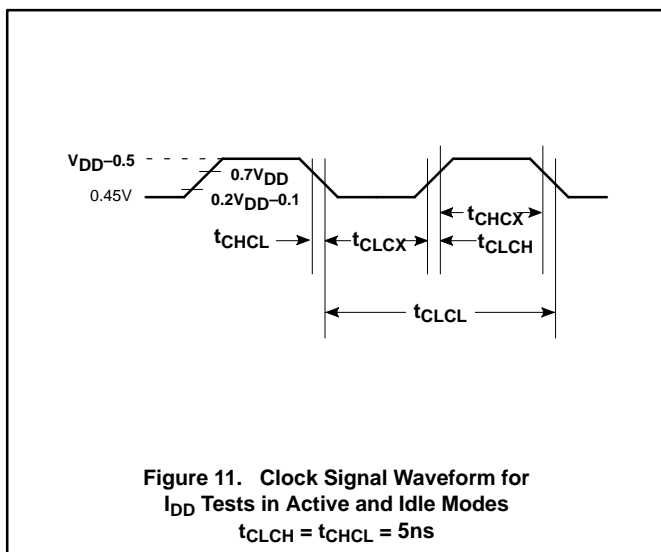 VDD–0.5
0.7VDD
0.45V
0.2VDD–0.1
tCHCX
tCHCL
tCLCX
tCLCH
tCLCL
Figure 11. Clock Signal Waveform for
IDD Tests in Active and Idle Modes
tCLCH = tCHCL = 5ns